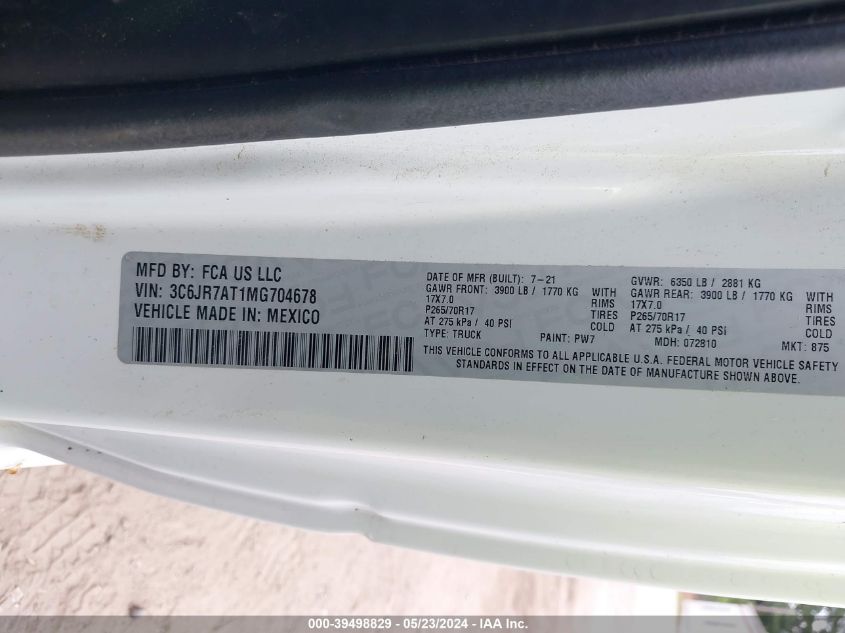 MFD BY: FCA US LLC
VIN: 3C6JR7AT1MG704678
VEHICLE MADE IN: MEXICO
DATE OF MFR (BUILT): 7-21
GVWR: 6350 LB / 2881 KG
GAWR FRONT: 3900 LB / 1770 KG WITH
GAWR REAR: 3900 LB / 1770 KG WITH
17X7.0 RIMS
17X7.0 RIMS
P265/70R17 TIRES
P265/70R17 TIRES
AT 275 kPa / 40 PSI COLD
AT 275 kPa / 40 PSI COLD
TYPE: TRUCK PAINT: PW7 MDH: 072810 MKT: 875
THIS VEHICLE CONFORMS TO ALL APPLICABLE U.S.A. FEDERAL MOTOR VEHICLE SAFETY
STANDARDS IN EFFECT ON THE DATE OF MANUFACTURE SHOWN ABOVE.
000-39498829 - 05/23/2024 - IAA Inc.